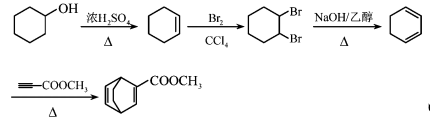 OH 浓H₂SO₄ Br₂ Br NaOH/乙醇
Δ CCl₄ Br Δ
COOCH₃ COOCH₃
Δ